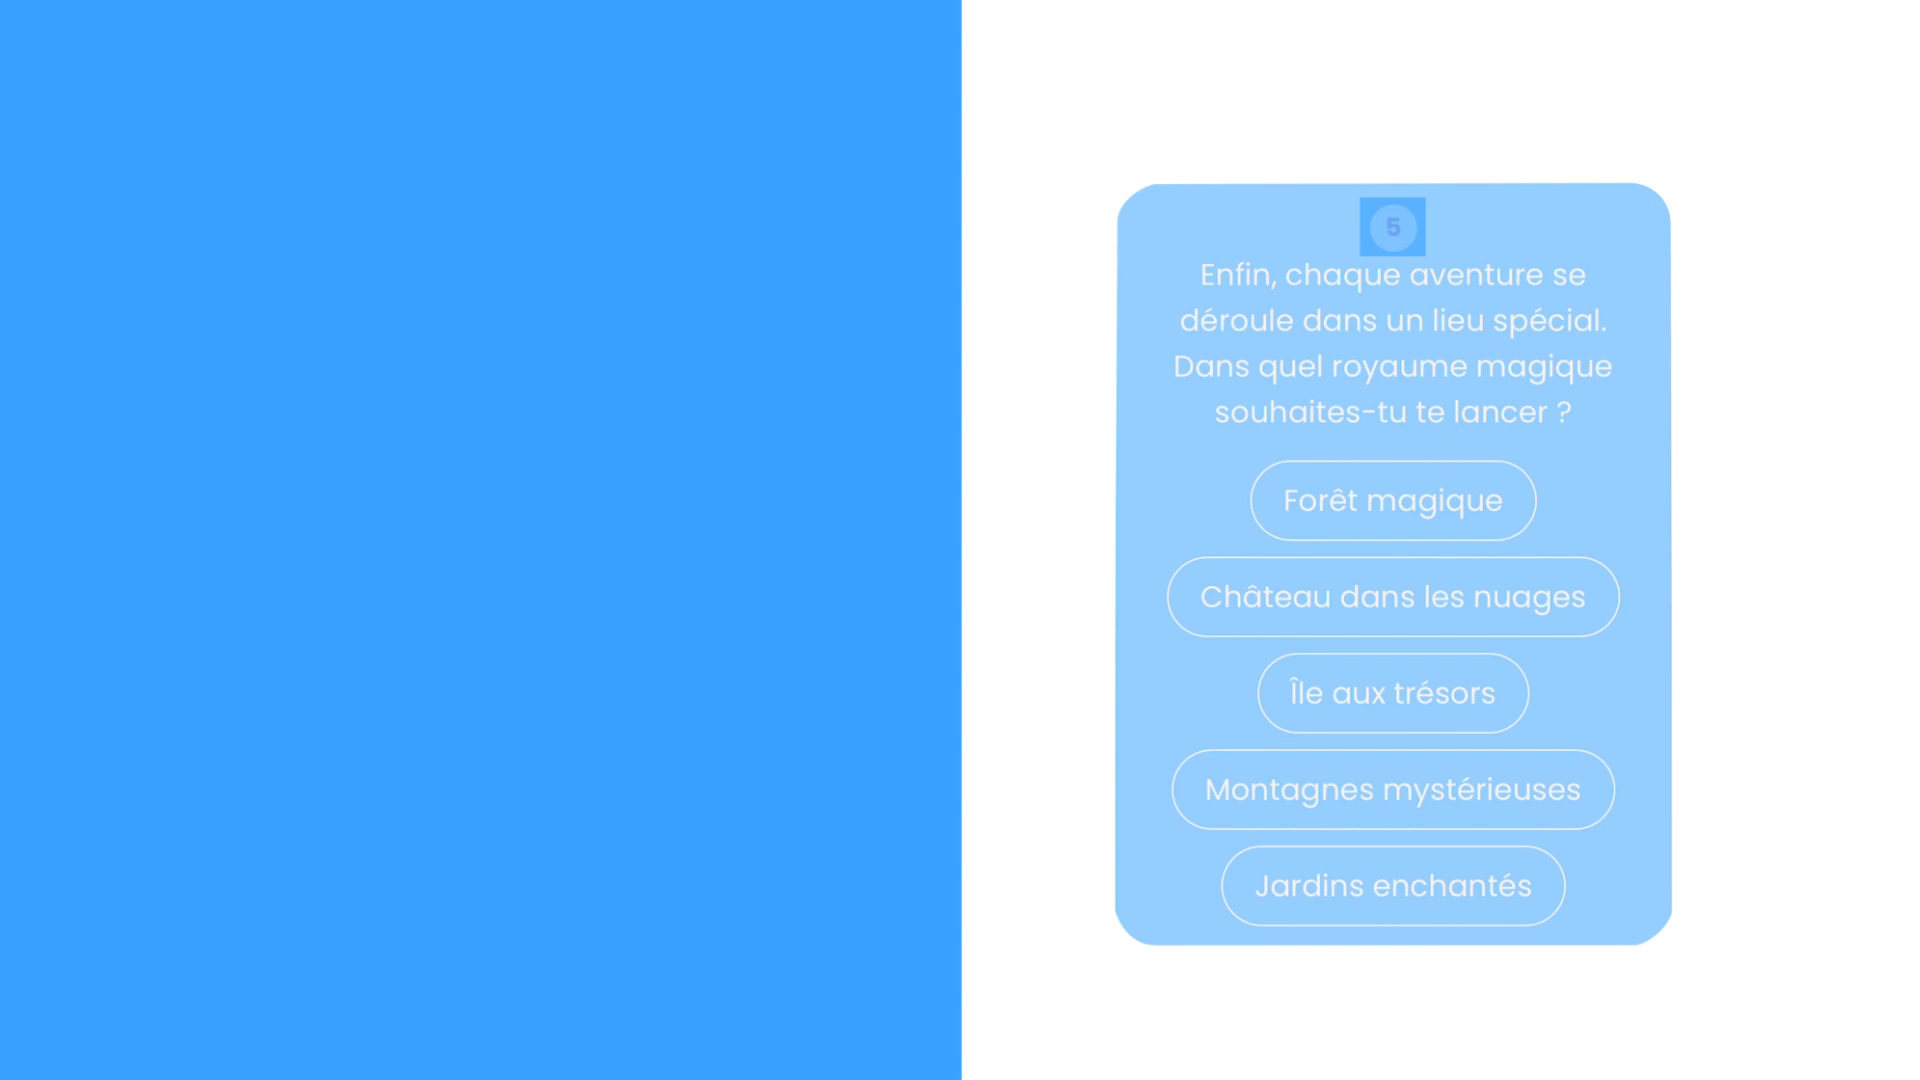 5
Enfin, chaque aventure se
déroule dans un lieu spécial.
Dans quel royaume magique
souhaites-tu te lancer ?
Forêt magique
Château dans les nuages
Île aux trésors
Montagnes mystérieuses
Jardins enchantés